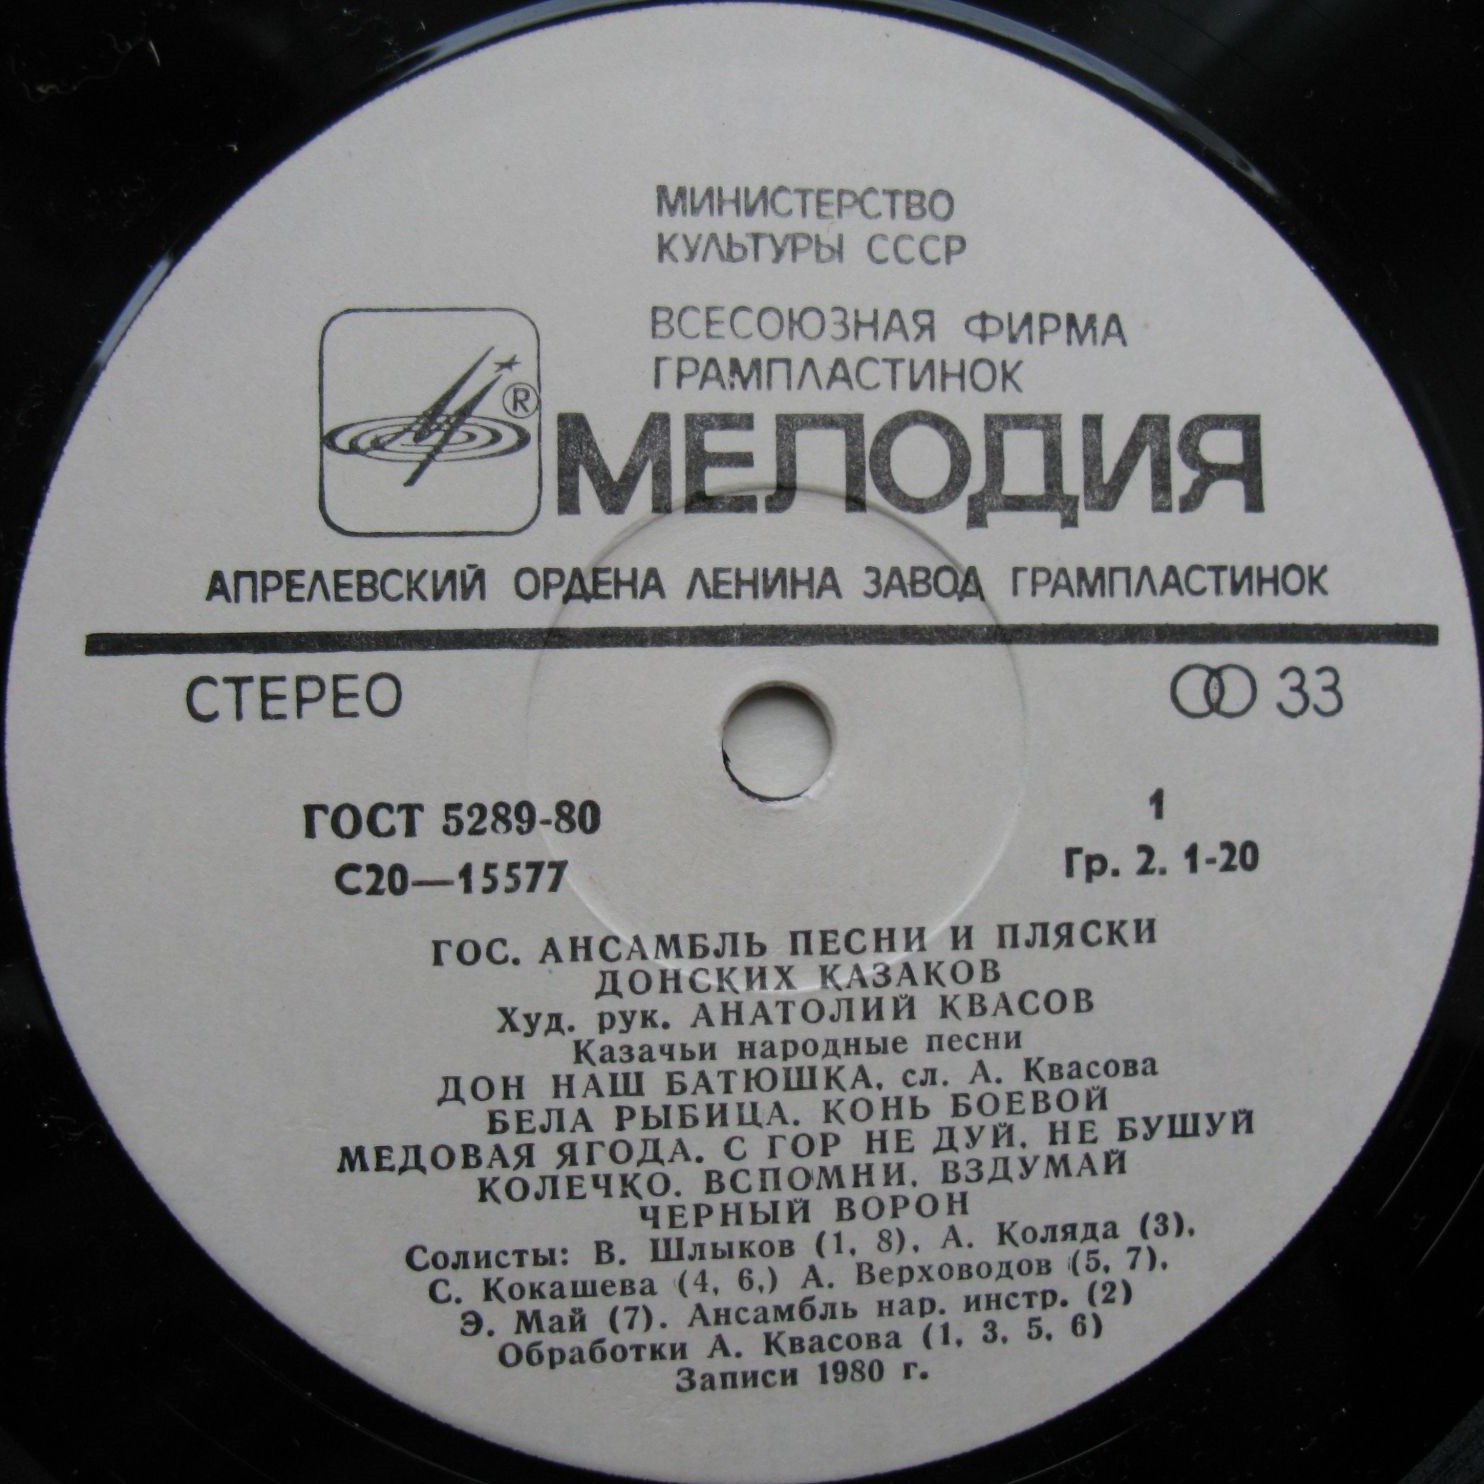 МИНИСТЕРСТВО
КУЛЬТУРЫ СССР
ВСЕСОЮЗНАЯ ФИРМА
ГРАМПЛАСТИНОК
®
МЕЛОДИЯ
АПРЕЛЕВСКИЙ ОРДЕНА ЛЕНИНА ЗАВОД ГРАМПЛАСТИНОК
СТЕРЕО
33
ГОСТ 5289-80
1
С20—15577
Гр. 2. 1-20
ГОС. АНСАМБЛЬ ПЕСНИ И ПЛЯСКИ
ДОНСКИХ КАЗАКОВ
Худ. рук. АНАТОЛИЙ КВАСОВ
Казачьи народные песни
ДОН НАШ БАТЮШКА, сл. А. Квасова
БЕЛА РЫБИЦА. КОНЬ БОЕВОЙ
МЕДОВАЯ ЯГОДА. С ГОР НЕ ДУЙ, НЕ БУШУЙ
КОЛЕЧКО. ВСПОМНИ, ВЗДУМАЙ
ЧЕРНЫЙ ВОРОН
Солисты: В. Шлыков (1, 8), А. Коляда (3),
С. Кокашева (4, 6,) А. Верховодов (5, 7),
Э. Май (7). Ансамбль нар. инстр. (2)
Обработки А. Квасова (1, 3, 5, 6)
Записи 1980 г.